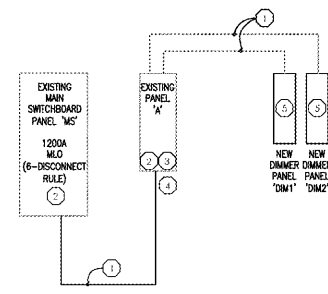 1
EXISTING
MAIN
SWITCHBOARD
PANEL 'MS'
1200A
MLO
(6-DISCONNECT
RULE)
2
EXISTING
PANEL
'A'
2 3
4
5 5
NEW
DIMMER
PANEL
'DIM1'
NEW
DIMMER
PANEL
'DIM2'
1